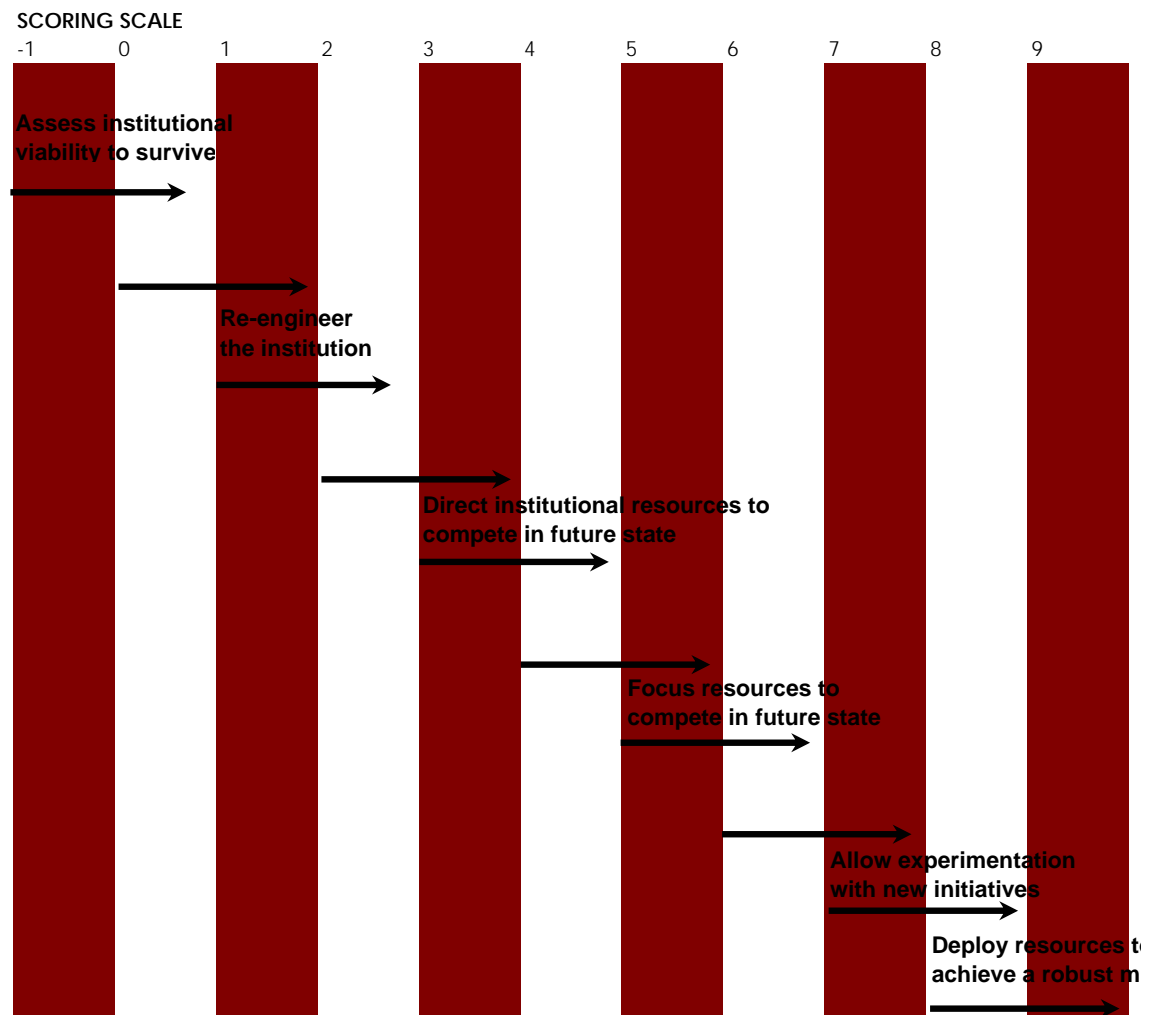 SCORING SCALE
-1 0 1 2 3 4 5 6 7 8 9
Assess institutional
viability to survive
Re-engineer
the institution
Direct institutional resources to
compete in future state
Focus resources to
compete in future state
Allow experimentation
with new initiatives
Deploy resources t
achieve a robust m